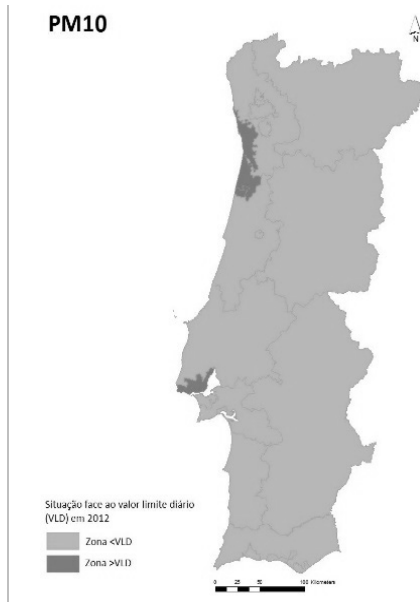 PM10
N
Situação face ao valor limite diário
(VLD) em 2012
Zona <VLD
Zona >VLD
0 25 50 100 Kilometers